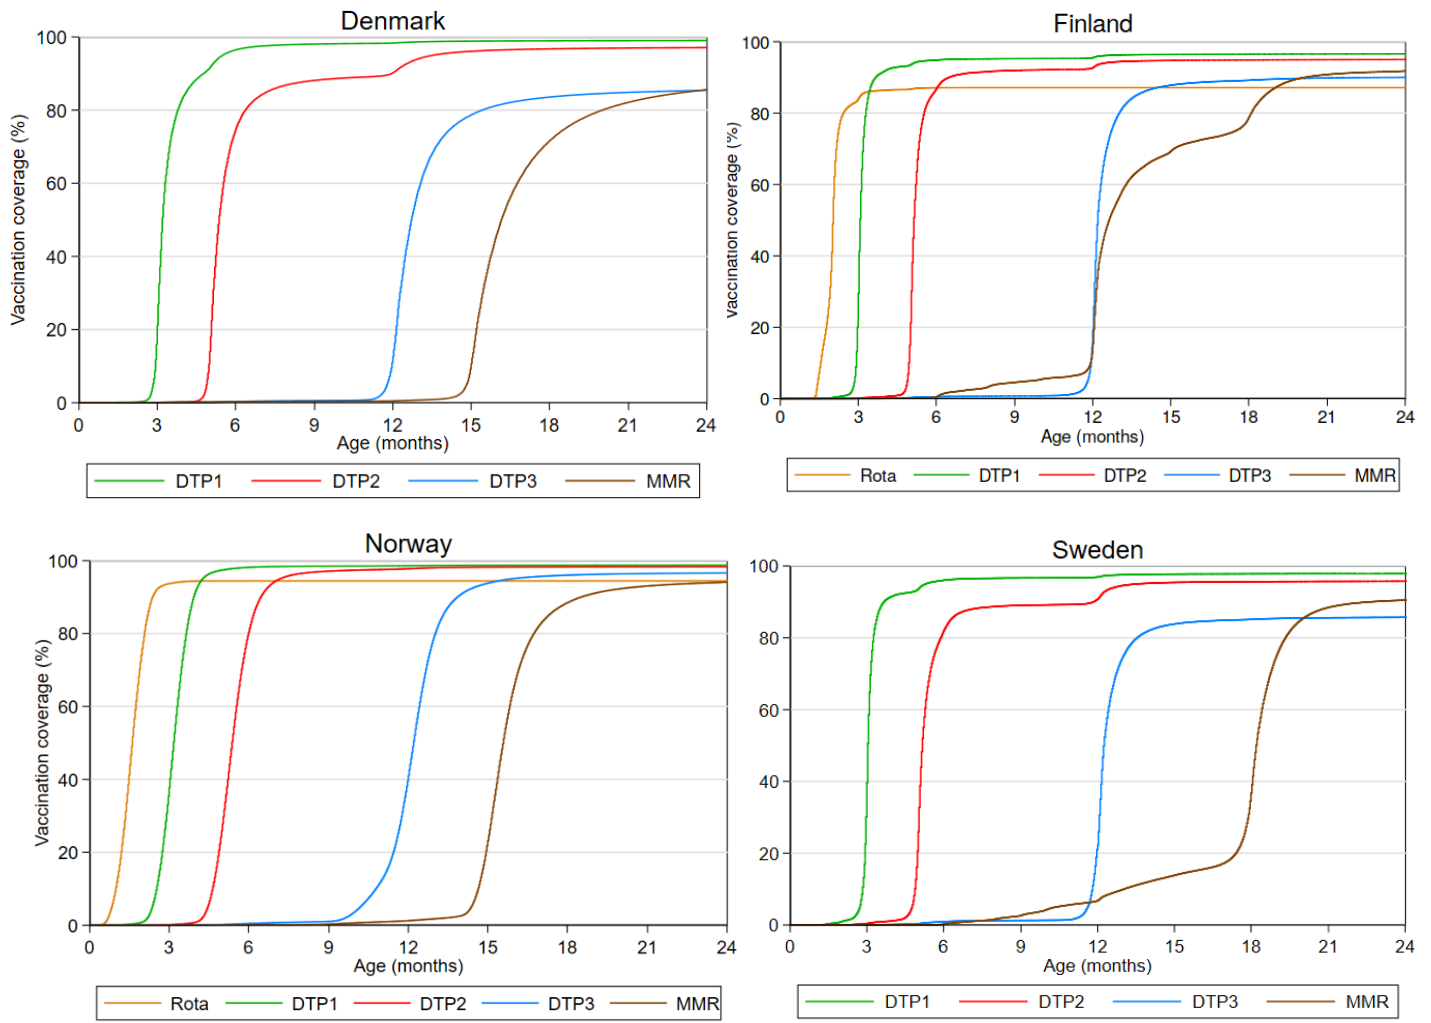 Denmark
Vaccination coverage (%)
100
80
60
40
20
0
0 3 6 9 12 15 18 21 24
Age (months)
DTP1 DTP2 DTP3 MMR
Finland
Vaccination coverage (%)
100
80
60
40
20
0
0 3 6 9 12 15 18 21 24
Age (months)
Rota DTP1 DTP2 DTP3 MMR
Norway
Vaccination coverage (%)
100
80
60
40
20
0
0 3 6 9 12 15 18 21 24
Age (months)
Rota DTP1 DTP2 DTP3 MMR
Sweden
100
80
60
40
20
0
0 3 6 9 12 15 18 21 24
Age (months)
DTP1 DTP2 DTP3 MMR